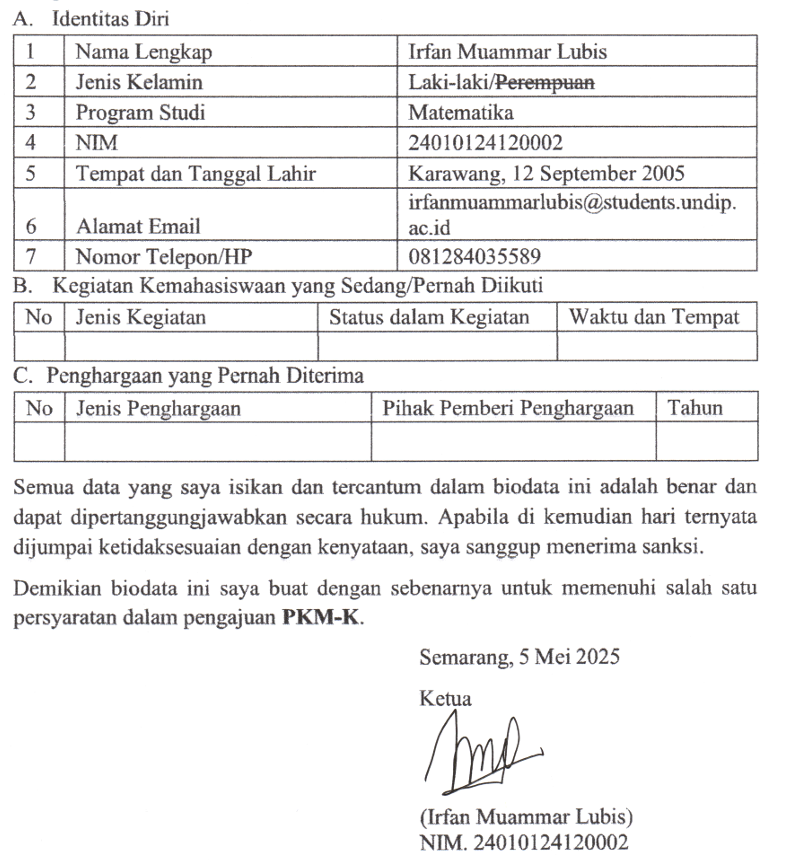 A. Identitas Diri
1 Nama Lengkap Irfan Muammar Lubis
2 Jenis Kelamin Laki-laki/Perempuan
3 Program Studi Matematika
4 NIM 24010124120002
5 Tempat dan Tanggal Lahir Karawang, 12 September 2005
6 Alamat Email irfanmuammarlubis@students.undip.
ac.id
7 Nomor Telepon/HP 081284035589
B. Kegiatan Kemahasiswaan yang Sedang/Pernah Diikuti
No Jenis Kegiatan Status dalam Kegiatan Waktu dan Tempat
C. Penghargaan yang Pernah Diterima
No Jenis Penghargaan Pihak Pemberi Penghargaan Tahun
Semua data yang saya isikan dan tercantum dalam biodata ini adalah benar dan
dapat dipertanggungjawabkan secara hukum. Apabila di kemudian hari ternyata
dijumpai ketidaksesuaian dengan kenyataan, saya sanggup menerima sanksi.
Demikian biodata ini saya buat dengan sebenarnya untuk memenuhi salah satu
persyaratan dalam pengajuan PKM-K.
Semarang, 5 Mei 2025
Ketua
(Irfan Muammar Lubis)
NIM. 24010124120002